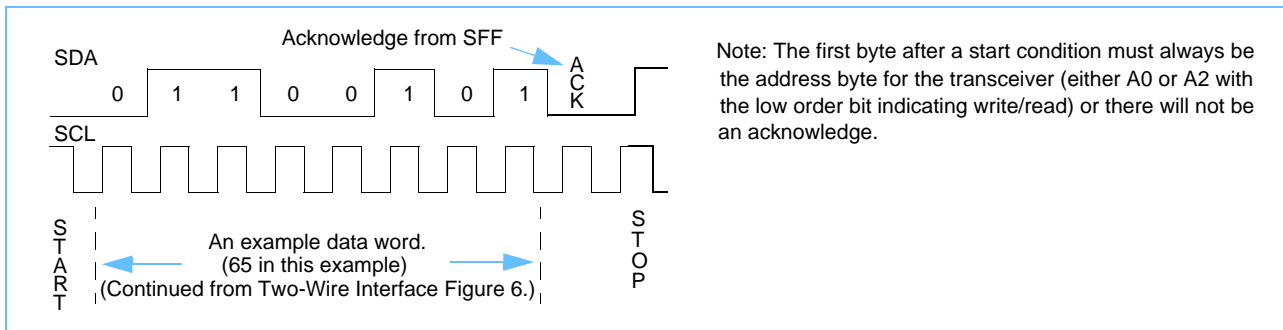 Acknowledge from SFF
SDA
ACK
0 1 1 0 0 1 0 1
SCL
START
STOP
An example data word.
(65 in this example)
(Continued from Two-Wire Interface Figure 6.)
Note: The first byte after a start condition must always be
the address byte for the transceiver (either A0 or A2 with
the low order bit indicating write/read) or there will not be
an acknowledge.